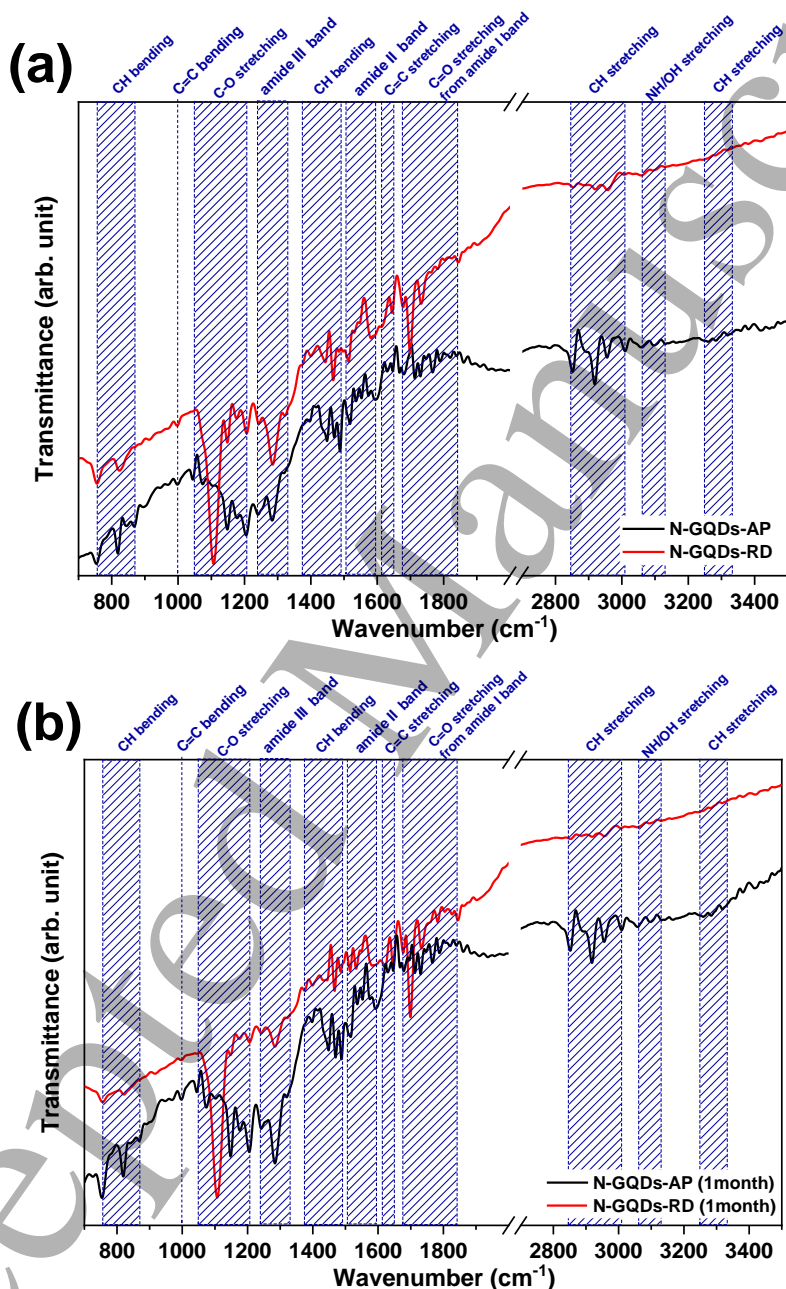 (a)
CH bending
C=C bending
C-O stretching
amide III band
CH bending
amide II band
C=C stretching
C=O stretching
from amide I band
CH stretching
NH/OH stretching
CH stretching
Transmittance (arb. unit)
N-GQDs-AP
N-GQDs-RD
800 1000 1200 1400 1600 1800 2800 3000 3200 3400
Wavenumber (cm-1)
(b)
CH bending
C=C bending
C-O stretching
amide III band
CH bending
amide II band
C=C stretching
C=O stretching
from amide I band
CH stretching
NH/OH stretching
CH stretching
Transmittance (arb. unit)
N-GQDs-AP (1month)
N-GQDs-RD (1month)
800 1000 1200 1400 1600 1800 2800 3000 3200 3400
Wavenumber (cm-1)
epted Manusc